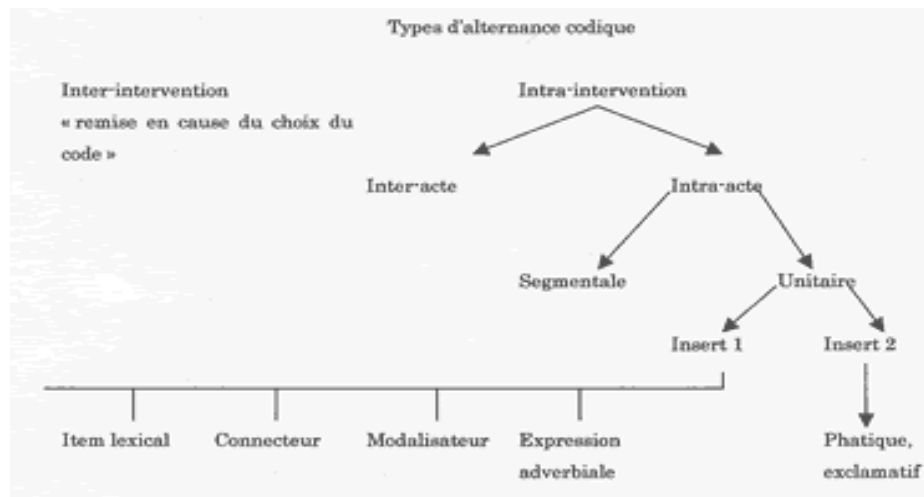 Types d'alternance codique
Inter-intervention
« remise en cause du choix du
code »
Intra-intervention
Inter-acte
Intra-acte
Segmentale
Unitaire
Insert 1
Insert 2
Item lexical
Connecteur
Modalisateur
Expression
adverbiale
Phatique,
exclamatif